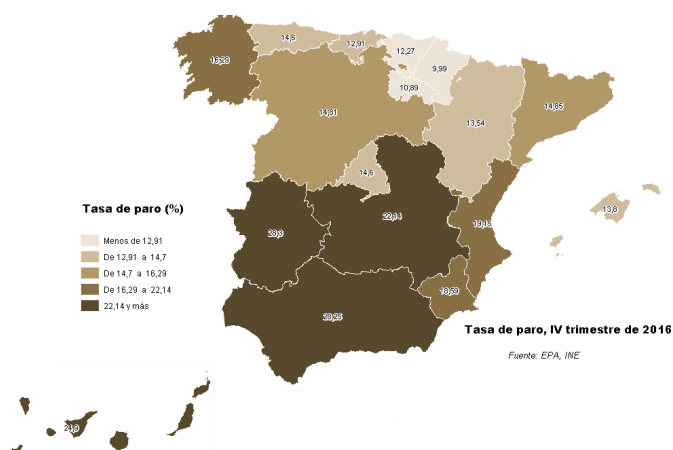 14,6
12,91
12,27
16,29
9,99
10,89
14,81
14,85
13,54
14,6
13,8
22,14
19,15
Tasa de paro (%)
28,3
Menos de 12,91
De 12,91 a 14,7
De 14,7 a 16,29
De 16,29 a 22,14
22,14 y más
18,59
28,25
Tasa de paro, IV trimestre de 2016
Fuente: EPA, INE
24,9